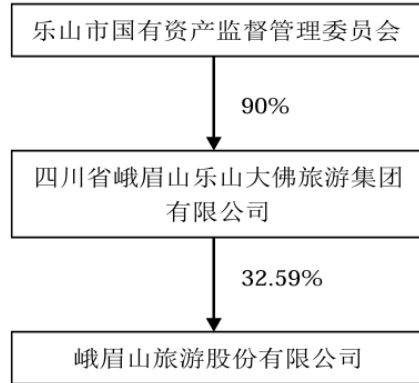 乐山市国有资产监督管理委员会
90%
四川省峨眉山乐山大佛旅游集团
有限公司
32.59%
峨眉山旅游股份有限公司